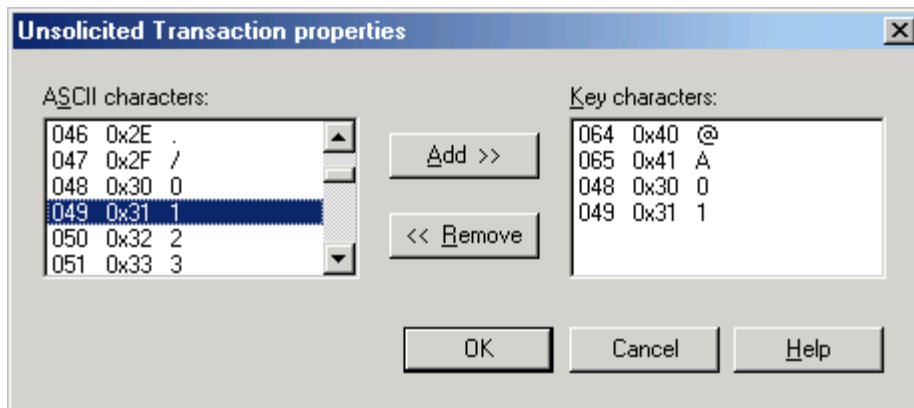 Unsolicited Transaction properties
ASCII characters:
046 0x2E .
047 0x2F /
048 0x30 0
049 0x31 1
050 0x32 2
051 0x33 3
Add >>
<< Remove
Key characters:
064 0x40 @
065 0x41 A
048 0x30 0
049 0x31 1
OK
Cancel
Help